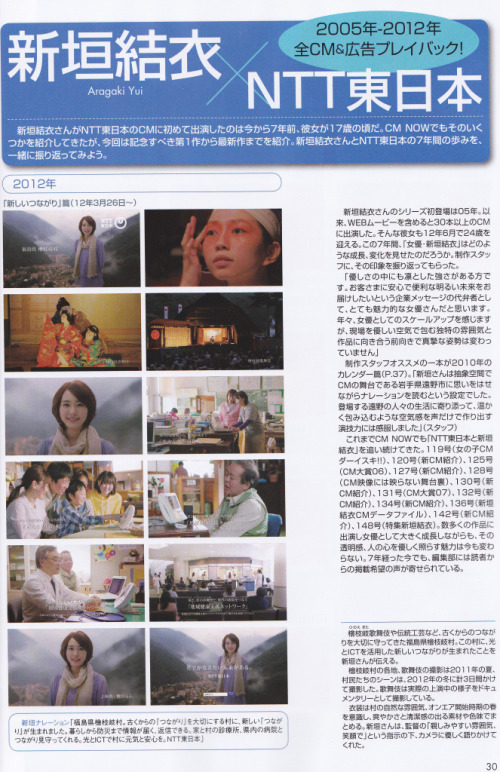 2005年-2012年
全CM&広告プレイバック!
新垣結衣
Aragaki Yui
×
NTT東日本
新垣結衣さんがNTT東日本のCMに初めて出演したのは今から7年前、彼女が17歳の頃だ。CM NOWでもそのいく
つかを紹介してきたが、今回は記念すべき第1作から最新作までを紹介。新垣結衣さんとNTT東日本の7年間の歩みを、
一緒に振り返ってみよう。
2012年
「新しいつながり」篇(12年3月26日〜)
福島県 檜枝岐村
「地域健康支援ネットワーク」
光でかなえたい未来がある。
NTT東日本
新垣ナレーション「福島県檜枝岐村。古くからの「つながり」を大切にする村に、新しい「つなが
り」が生まれました。暮らしから防災まで情報が届く、返信できる。家と村の診療所、県内の病院と
つながり見守ってくれる。光とICTで村に元気と安心を。NTT東日本」
新垣結衣さんのシリーズ初登場は05年。以
来、WEBムービーを含めると30本以上のCM
に出演した。そんな彼女も12年6月で24歳を
迎える。この7年間、「女優・新垣結衣」はどのよ
うな成長、変化を見せたのだろうか。制作スタッ
フに、その印象を振り返ってもらった。
「優しさの中にも凛とした強さがある方で
す。お客さまに安心で便利な明るい未来をお
届けしたいという企業メッセージの代弁者とし
て、とても魅力的な女優さんだと思います。
年々、女優としてのスケールアップを感じます
が、現場を優しい空気で包む独特の雰囲気と
作品に向き合う前向きで真摯な姿勢は変わっ
ていません」
制作スタッフオススメの一本が2010年の
カレンダー篇(P.37)。「新垣さんは抽象空間で
CMの舞台である岩手県遠野市に思いをはせ
ながらナレーションを読むという設定でした。
登場する遠野の人々の生活に寄り添って、温か
く包み込むような空気感を声だけで作り出す
演技力には感服しました」(スタッフ)
これまでCM NOWでも「NTT東日本と新垣
結衣」を追い続けてきた。119号(女の子CM
ダーイスキ!!)、120号(新CM紹介)、125号
(CM大賞06)、127号(新CM紹介)、128号
(CM映像には映らない舞台裏)、130号(新
CM紹介)、131号(CM大賞07)、132号(新
CM紹介)、134号(新CM紹介)、136号(新垣
結衣CMデータファイル)、142号(新CM紹
介)、148号(特集新垣結衣)。数多くの作品に
出演し女優として大きく成長しながらも、その
透明感、人の心を優しく照らす魅力は今も変わ
らない。7年経った今でも、編集部には読者か
らの掲載希望の声が寄せられている。
檜枝岐歌舞伎や伝統工芸など、古くからのつながり
を大切に守ってきた福島県檜枝岐村。この村に、光
とICTを活用した新しいつながりが生まれたことを
新垣さんが伝える。
檜枝岐村の各地、歌舞伎の撮影は2011年の夏、
村民たちのシーンは、2012年の冬に計3日間かけ
て撮影した。歌舞伎は実際の上演中の様子をドキュ
メンタリーとして撮影している。
衣装は村の自然な雰囲気、オンエア開始時期の春
を意識し、爽やかさと清潔感の出る素材や色味でま
とめる。新垣さんは、監督の「親しみやすい雰囲気、
笑顔で」という指示の下、カメラに優しく語りかけて
くれた。
30